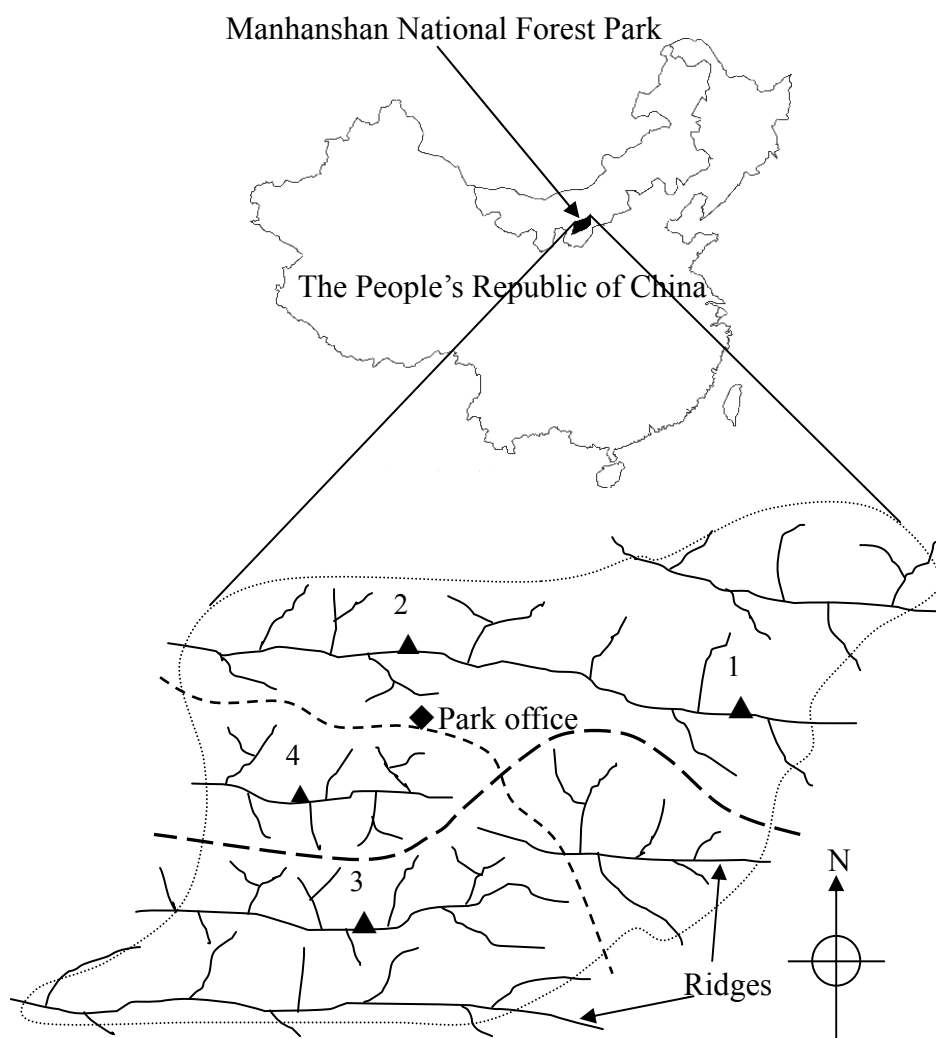 Manhanshan National Forest Park
The People's Republic of China
2
1
Park office
4
N
3
Ridges